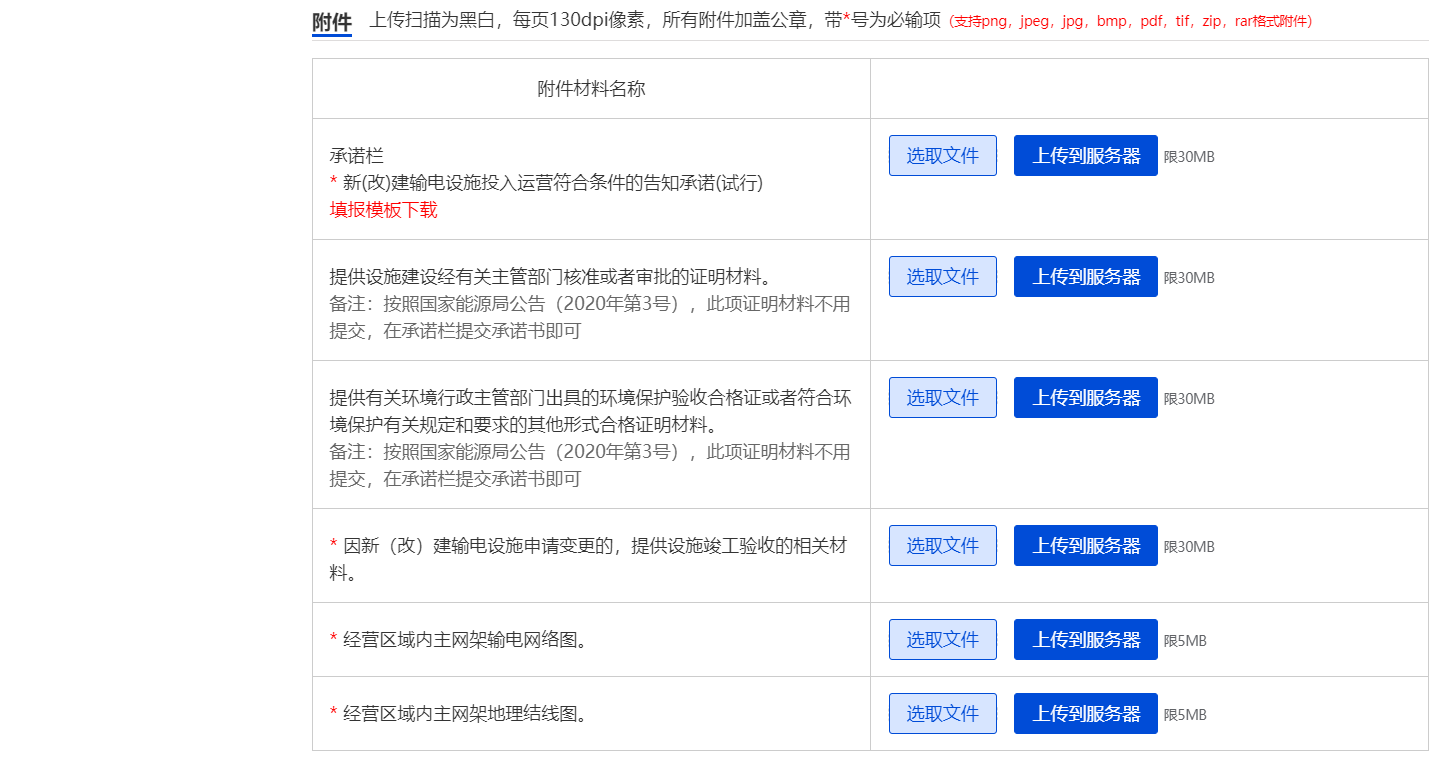 附件 上传扫描为黑白，每页130dpi像素，所有附件加盖公章，带*号为必输项（支持png，jpeg，jpg，bmp，pdf，tif，zip，rar格式附件）
附件材料名称
承诺栏
* 新(改)建输电设施投入运营符合条件的告知承诺(试行)
填报模板下载
选取文件 上传到服务器 限30MB
提供设施建设经有关主管部门核准或者审批的证明材料。
备注：按照国家能源局公告（2020年第3号），此项证明材料不用
提交，在承诺栏提交承诺书即可
选取文件 上传到服务器 限30MB
提供有关环境行政主管部门出具的环境保护验收合格证或者符合环
境保护有关规定和要求的其他形式合格证明材料。
备注：按照国家能源局公告（2020年第3号），此项证明材料不用
提交，在承诺栏提交承诺书即可
选取文件 上传到服务器 限30MB
* 因新（改）建输电设施申请变更的，提供设施竣工验收的相关材
料。
选取文件 上传到服务器 限30MB
* 经营区域内主网架输电网络图。
选取文件 上传到服务器 限5MB
* 经营区域内主网架地理结线图。
选取文件 上传到服务器 限5MB